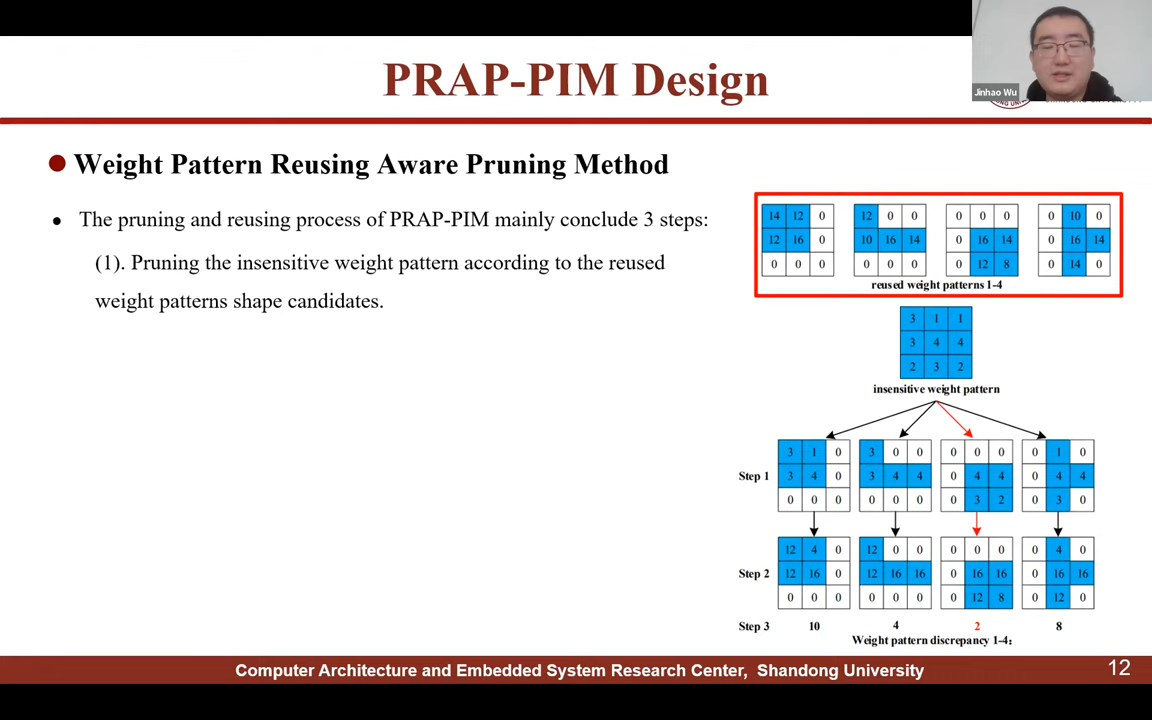 Jinhao Wu
PRAP-PIM Design
Weight Pattern Reusing Aware Pruning Method
The pruning and reusing process of PRAP-PIM mainly conclude 3 steps:
(1). Pruning the insensitive weight pattern according to the reused
weight patterns shape candidates.
14 12 0 12 0 0 0 0 0 0 10 0
12 16 0 10 16 14 0 16 14 0 16 14
0 0 0 0 0 0 0 12 8 0 14 0
reused weight patterns 1-4
3 1 1
3 4 4
2 3 2
insensitive weight pattern
3 1 0 3 0 0 0 0 0 0 1 0
Step 1 3 4 0 3 4 4 0 4 4 0 4 4
0 0 0 0 0 0 0 3 2 0 3 0
12 4 0 12 0 0 0 0 0 0 4 0
Step 2 12 16 0 12 16 16 0 16 16 0 16 16
0 0 0 0 0 0 0 12 8 0 12 0
Step 3 10 4 2 8
Weight pattern discrepancy 1-4:
Computer Architecture and Embedded System Research Center, Shandong University
12